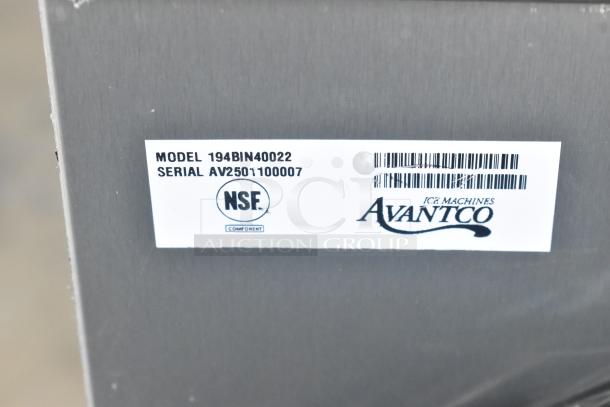 MODEL 194BIN40022
SERIAL AV2501100007
NSF
COMPONENT
ICE MACHINES
AVANTCO
PCI
AUCTION GROUP